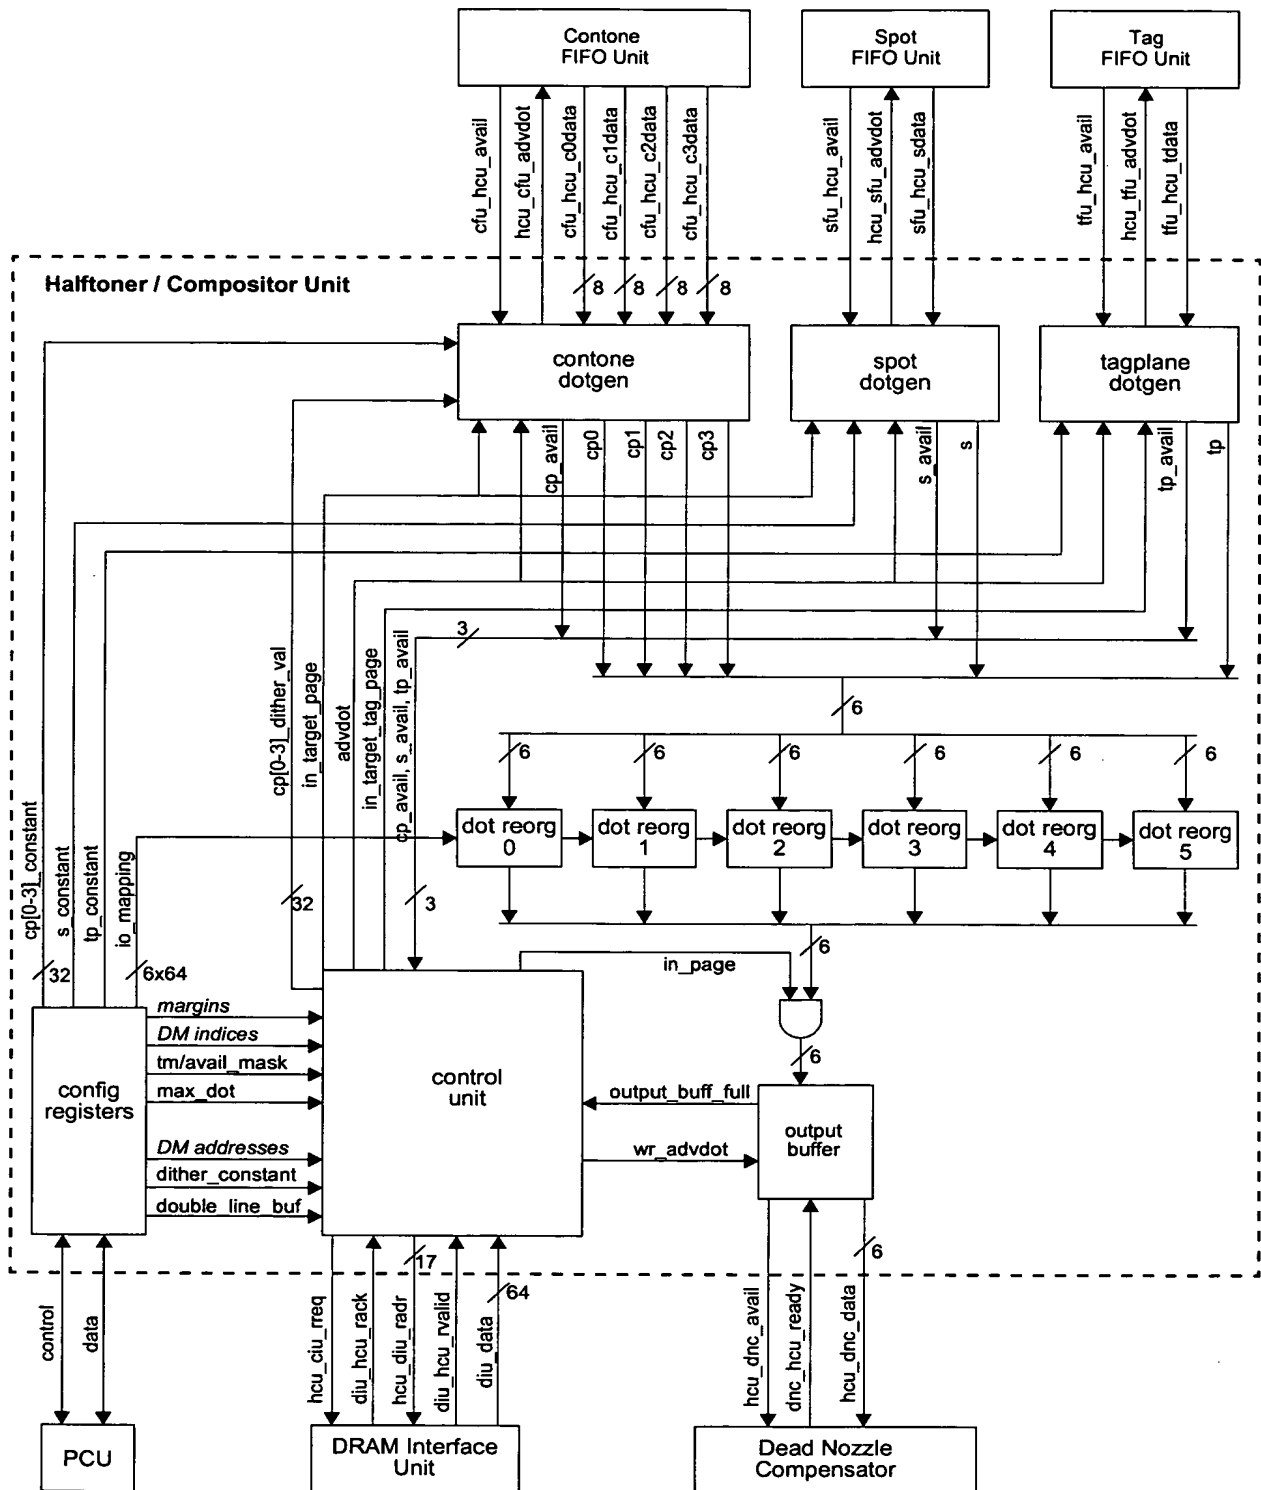 Contone
FIFO Unit
Spot
FIFO Unit
Tag
FIFO Unit
cfu_hcu_avail
hcu_cfu_advdot
cfu_hcu_c0data
cfu_hcu_c1data
cfu_hcu_c2data
cfu_hcu_c3data
sfu_hcu_avail
hcu_sfu_advdot
sfu_hcu_sdata
tfu_hcu_avail
hcu_tfu_advdot
tfu_hcu_tdata
Halftoner / Compositor Unit
8
8
8
8
contone
dotgen
spot
dotgen
tagplane
dotgen
cp_avail
cp0
cp1
cp2
cp3
s_avail
s
tp_avail
tp
3
cp[0-3]_dither_val
in_target_page
advdot
in_target_tag_page
cp_avail, s_avail, tp_avail
6
6
6
6
6
6
6
dot reorg
0
dot reorg
1
dot reorg
2
dot reorg
3
dot reorg
4
dot reorg
5
cp[0-3]_constant
s_constant
tp_constant
io_mapping
32
3
32
6x64
6
in_page
6
config
registers
margins
DM indices
tm/avail_mask
max_dot
DM addresses
dither_constant
double_line_buf
control
unit
output_buff_full
wr_advdot
output
buffer
17
64
6
control
data
hcu_ciu_rreq
diu_hcu_rack
hcu_diu_radr
diu_hcu_rvalid
diu_data
hcu_dnc_avail
dnc_hcu_ready
hcu_dnc_data
PCU
DRAM Interface
Unit
Dead Nozzle
Compensator